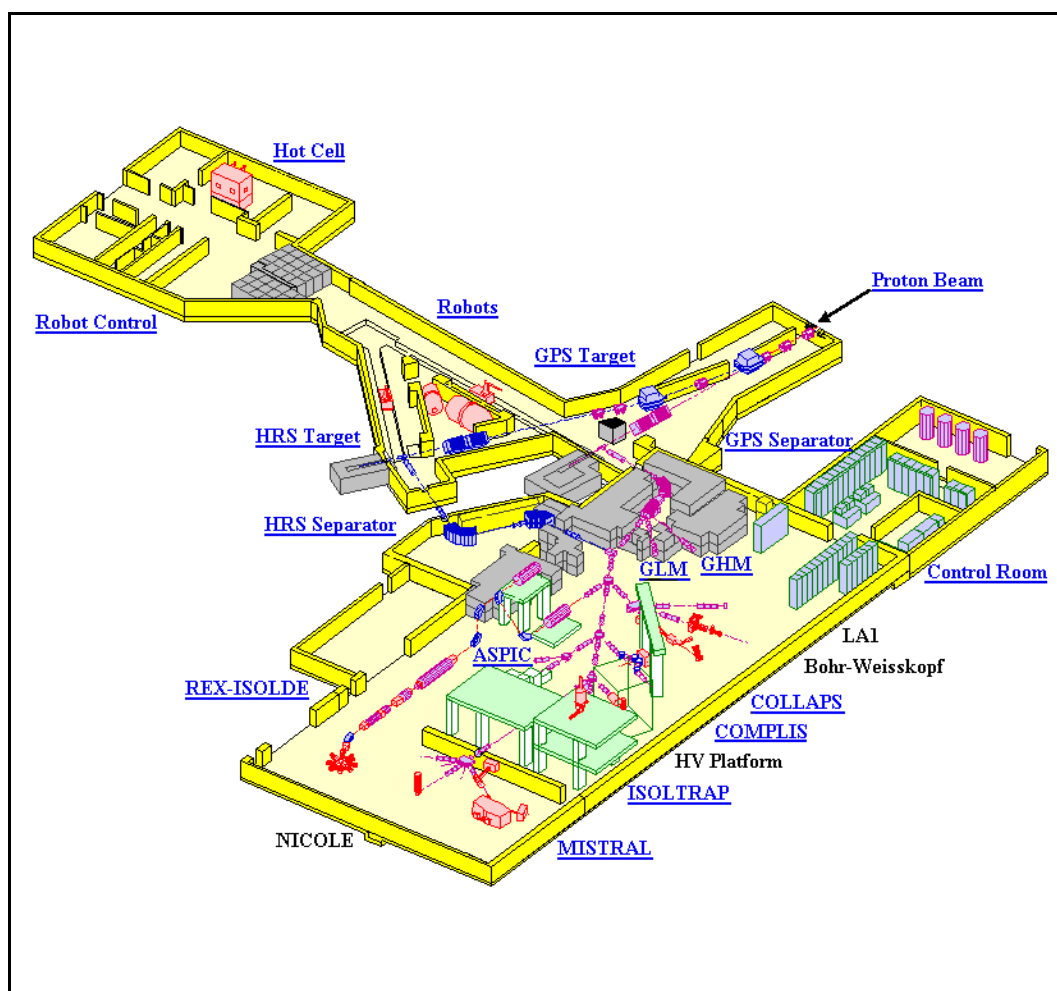 Hot Cell
Proton Beam
Robots
Robot Control
GPS Target
HRS Target
GPS Separator
HRS Separator
GLM
GHM
Control Room
LA1
ASPIC
Bohr-Weisskopf
REX-ISOLDE
COLLAPS
COMPLIS
HV Platform
ISOLTRAP
NICOLE
MISTRAL